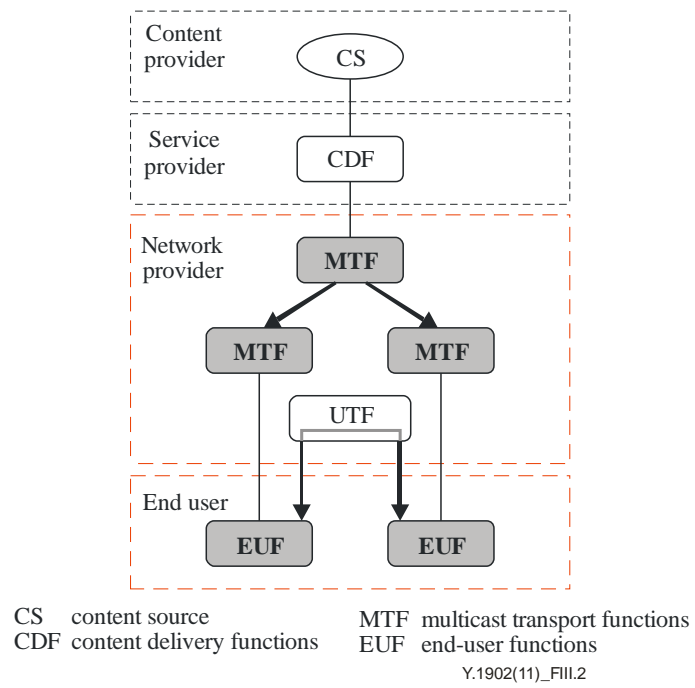 Content
provider
CS
Service
provider
CDF
Network
provider
MTF
MTF
MTF
UTF
End user
EUF
EUF
CS content source
CDF content delivery functions
MTF multicast transport functions
EUF end-user functions
Y.1902(11)_FIII.2